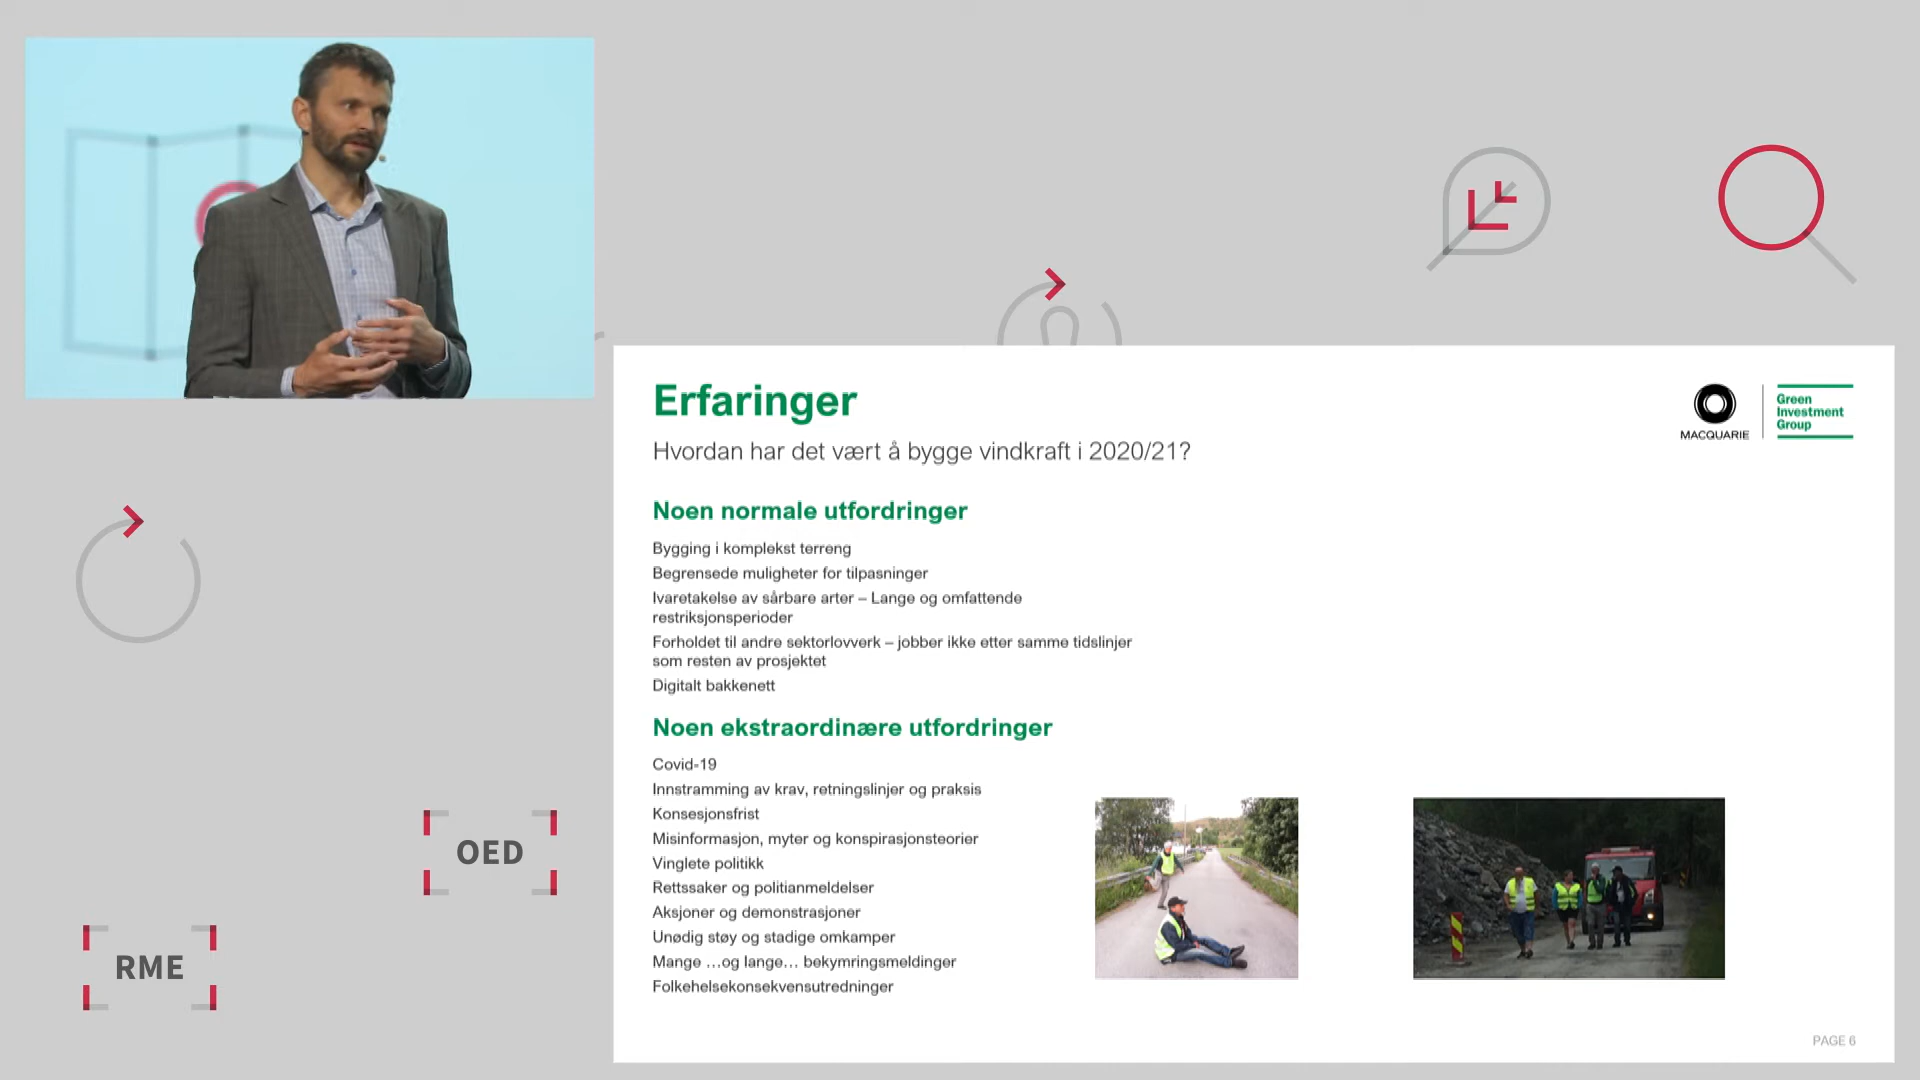 Erfaringer
MACQUARIE
Green
Investment
Group
Hvordan har det vært å bygge vindkraft i 2020/21?
Noen normale utfordringer
Bygging i komplekst terreng
Begrensede muligheter for tilpasninger
Ivaretakelse av sårbare arter – Lange og omfattende
restriksjonsperioder
Forholdet til andre sektorlovverk – jobber ikke etter samme tidslinjer
som resten av prosjektet
Digitalt bakkenett
Noen ekstraordinære utfordringer
Covid-19
Innstramming av krav, retningslinjer og praksis
Konsesjonsfrist
Misinformasjon, myter og konspirasjonsteorier
Vinglete politikk
Rettssaker og politianmeldelser
Aksjoner og demonstrasjoner
Unødig støy og stadige omkamper
Mange …og lange… bekymringsmeldinger
Folkehelsekonsekvensutredninger
PAGE 6
OED
RME